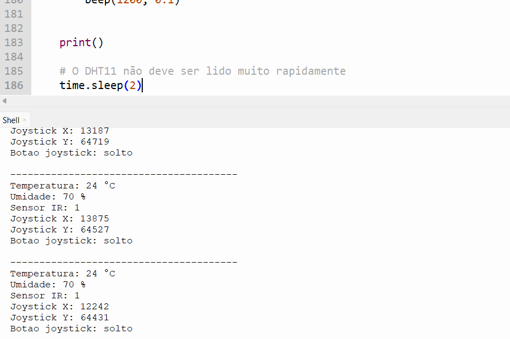 180 beep(1200, 0.1)
181
182
183 print()
184
185 # O DHT11 não deve ser lido muito rapidamente
186 time.sleep(2)
Shell
Joystick X: 13187
Joystick Y: 64719
Botao joystick: solto
---------------------------------------
Temperatura: 24 °C
Umidade: 70 %
Sensor IR: 1
Joystick X: 13875
Joystick Y: 64527
Botao joystick: solto
---------------------------------------
Temperatura: 24 °C
Umidade: 70 %
Sensor IR: 1
Joystick X: 12242
Joystick Y: 64431
Botao joystick: solto